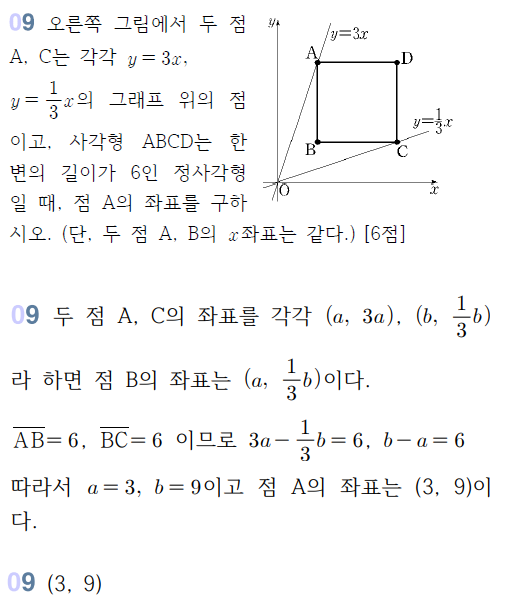 09 오른쪽 그림에서 두 점
A, C는 각각 y=3x,
y=1/3x의 그래프 위의 점
이고, 사각형 ABCD는 한
변의 길이가 6인 정사각형
일 때, 점 A의 좌표를 구하
시오. (단, 두 점 A, B의 x좌표는 같다.) [6점]
y
y=3x
A
D
y=1/3x
B
C
O
x
09 두 점 A, C의 좌표를 각각 (a, 3a), (b, 1/3b)
라 하면 점 B의 좌표는 (a, 1/3b)이다.
A̅B̅=6, B̅C̅=6 이므로 3a-1/3b=6, b-a=6
따라서 a=3, b=9이고 점 A의 좌표는 (3, 9)이
다.
09 (3, 9)